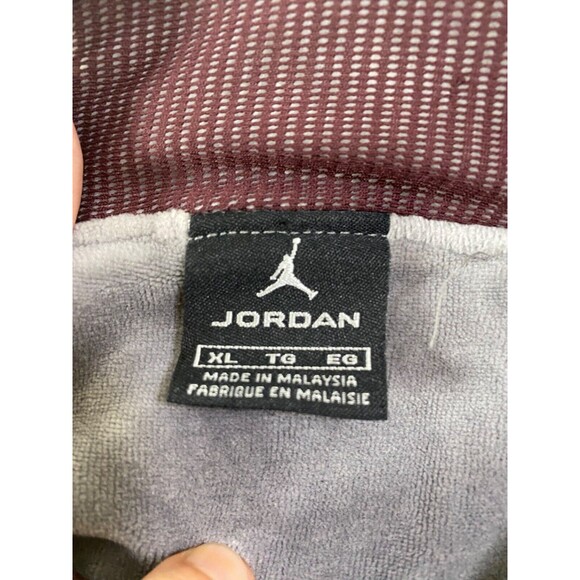 JORDAN
XL TG EG
MADE IN MALAYSIA
FABRIQUE EN MALAISIE